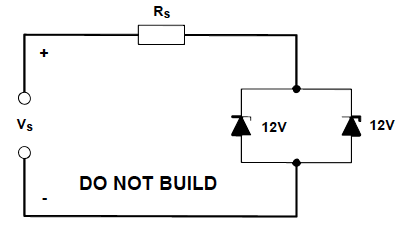 Rs
+
Vs
12V
12V
DO NOT BUILD
-